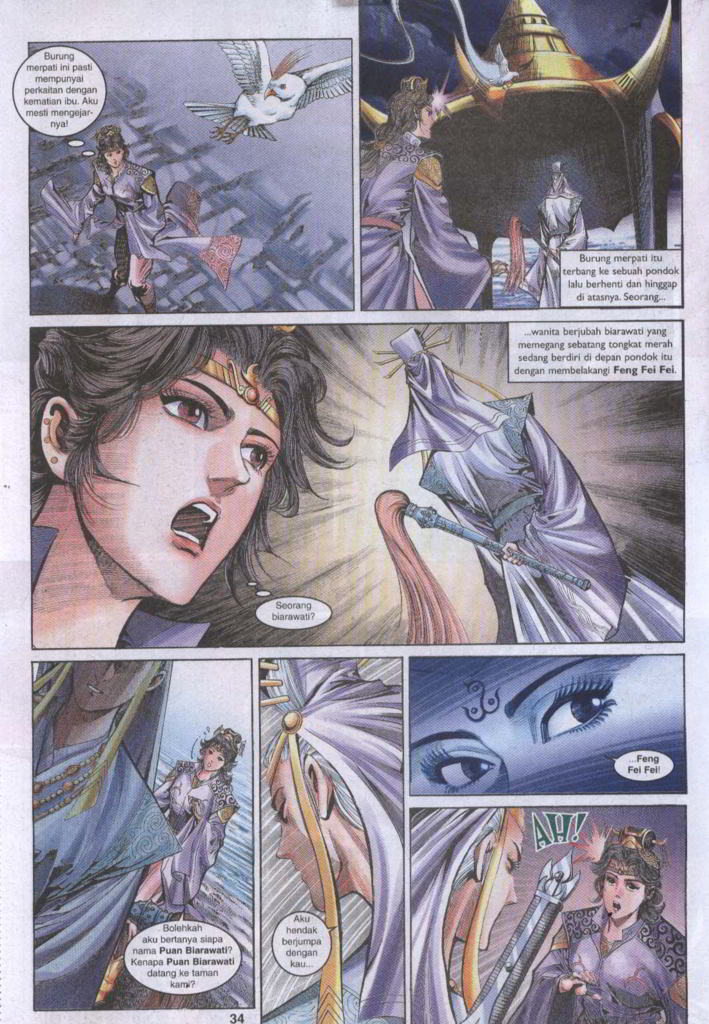 Burung
merpati ini pasti
mempunyai
perkaitan dengan
kematian ibu. Aku
mesti mengejar-
nya!
Burung merpati itu
terbang ke sebuah pondok
lalu berhenti dan hinggap
di atasnya. Seorang...
...wanita berjubah biarawati yang
memegang sebatang tongkat merah
sedang berdiri di depan pondok itu
dengan membelakangi Feng Fei Fei.
Seorang
biarawati?
Bolehkah
aku bertanya siapa
nama Puan Biarawati?
Kenapa Puan Biarawati
datang ke taman
kami?
Aku
hendak
berjumpa
dengan
kau...
...Feng
Fei Fei!
AH!
34